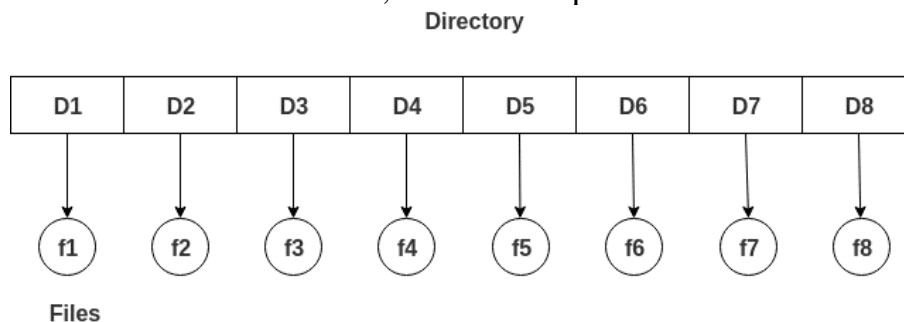 Directory
D1 D2 D3 D4 D5 D6 D7 D8
f1 f2 f3 f4 f5 f6 f7 f8
Files